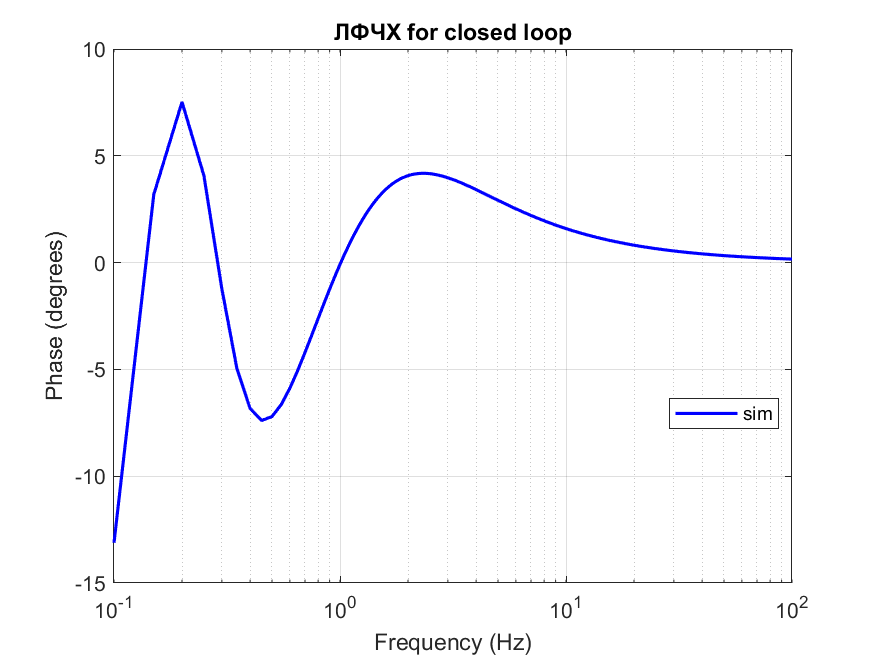 ЛФЧХ for closed loop
10
5
0
-5
-10
-15
Phase (degrees)
sim
10^-1
10^0
10^1
10^2
Frequency (Hz)